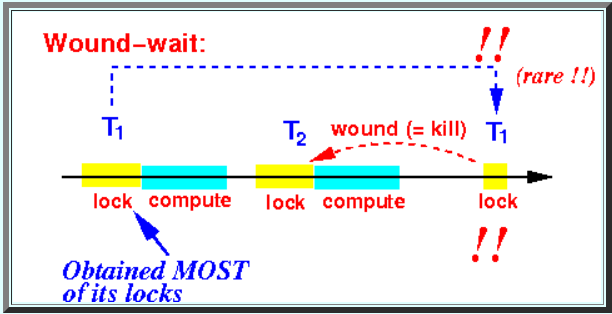 Wound-wait:
!!
(rare !!)
T1
T2
wound (= kill)
T1
lock
compute
lock
compute
lock
!!
Obtained MOST
of its locks